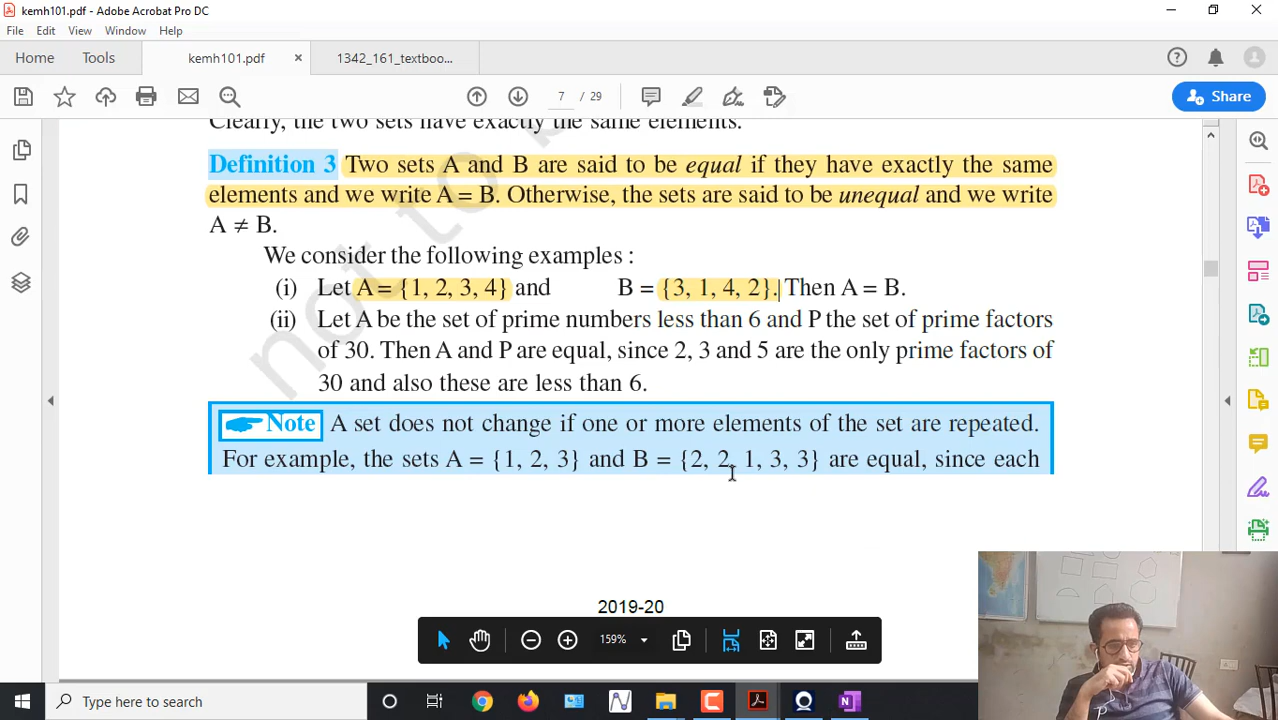 kemh101.pdf - Adobe Acrobat Pro DC
File Edit View Window Help
Home Tools kemh101.pdf × 1342_161_textboo...
7 / 29 Share
Clearly, the two sets have exactly the same elements.
Definition 3 Two sets A and B are said to be equal if they have exactly the same
elements and we write A = B. Otherwise, the sets are said to be unequal and we write
A ≠ B.
We consider the following examples :
(i) Let A = {1, 2, 3, 4} and B = {3, 1, 4, 2}. Then A = B.
(ii) Let A be the set of prime numbers less than 6 and P the set of prime factors
of 30. Then A and P are equal, since 2, 3 and 5 are the only prime factors of
30 and also these are less than 6.
Note A set does not change if one or more elements of the set are repeated.
For example, the sets A = {1, 2, 3} and B = {2, 2, 1, 3, 3} are equal, since each
not to
2019-20
159%
Type here to search